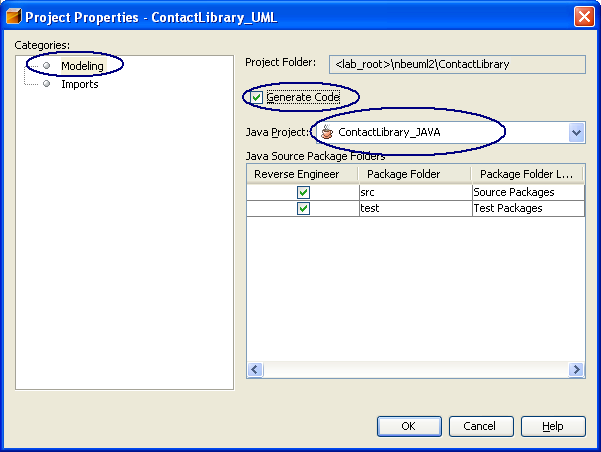 Project Properties - ContactLibrary_UML
Categories:
Modeling
Imports
Project Folder: <lab_root>\nbeuml2\ContactLibrary
Generate Code
Java Project: ContactLibrary_JAVA
Java Source Package Folders
Reverse Engineer Package Folder Package Folder L...
src Source Packages
test Test Packages
OK Cancel Help